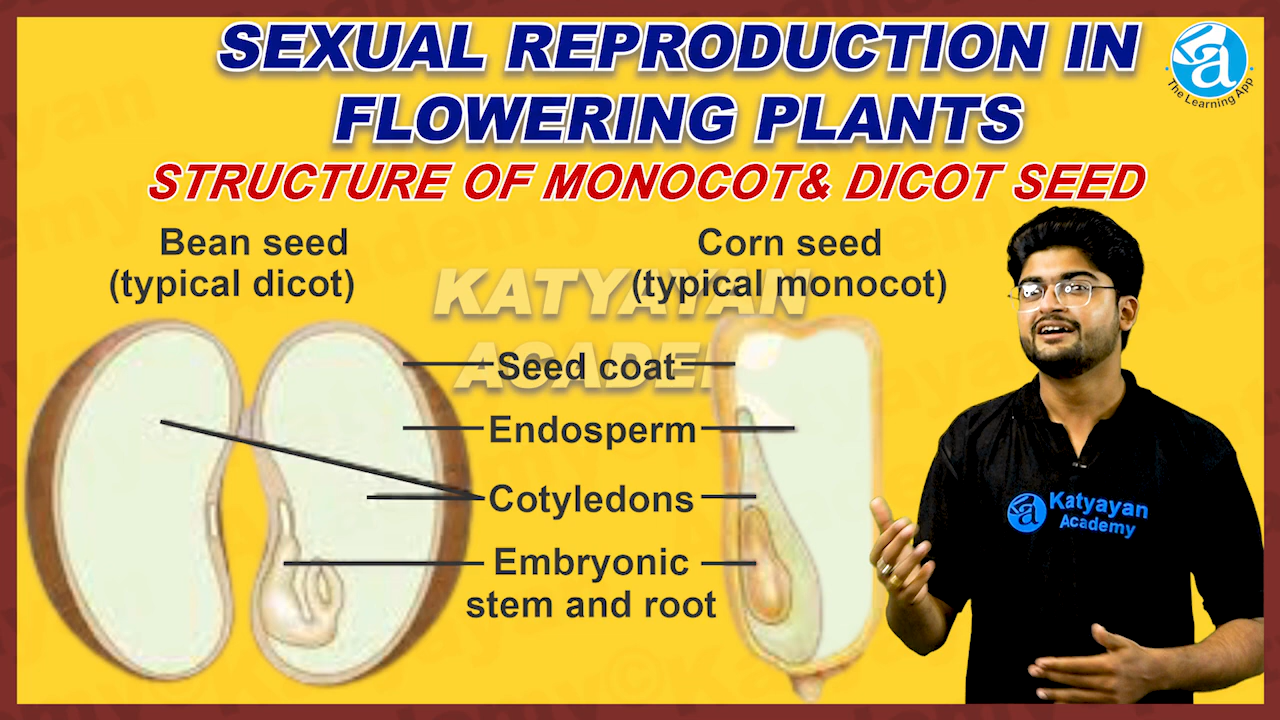 SEXUAL REPRODUCTION IN
FLOWERING PLANTS
a
The Learning App
STRUCTURE OF MONOCOT& DICOT SEED
Bean seed
(typical dicot)
Corn seed
(typical monocot)
KATYAYAN
ACADEM
Seed coat
Endosperm
Cotyledons
Embryonic
stem and root
a Katyayan
Academy